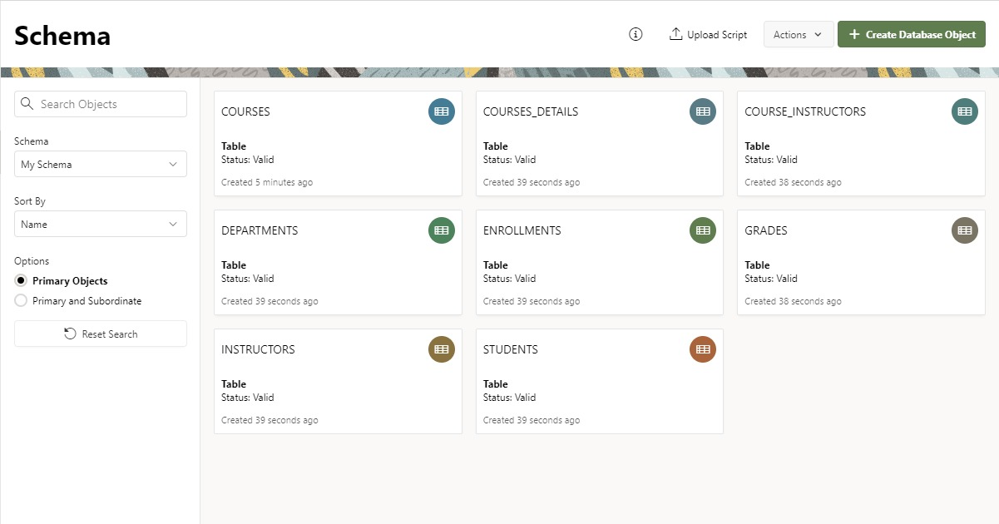 Schema
Upload Script
Actions
Create Database Object
Search Objects
Schema
My Schema
Sort By
Name
Options
Primary Objects
Primary and Subordinate
Reset Search
COURSES
Table
Status: Valid
Created 5 minutes ago
COURSES_DETAILS
Table
Status: Valid
Created 39 seconds ago
COURSE_INSTRUCTORS
Table
Status: Valid
Created 38 seconds ago
DEPARTMENTS
Table
Status: Valid
Created 39 seconds ago
ENROLLMENTS
Table
Status: Valid
Created 39 seconds ago
GRADES
Table
Status: Valid
Created 38 seconds ago
INSTRUCTORS
Table
Status: Valid
Created 39 seconds ago
STUDENTS
Table
Status: Valid
Created 39 seconds ago